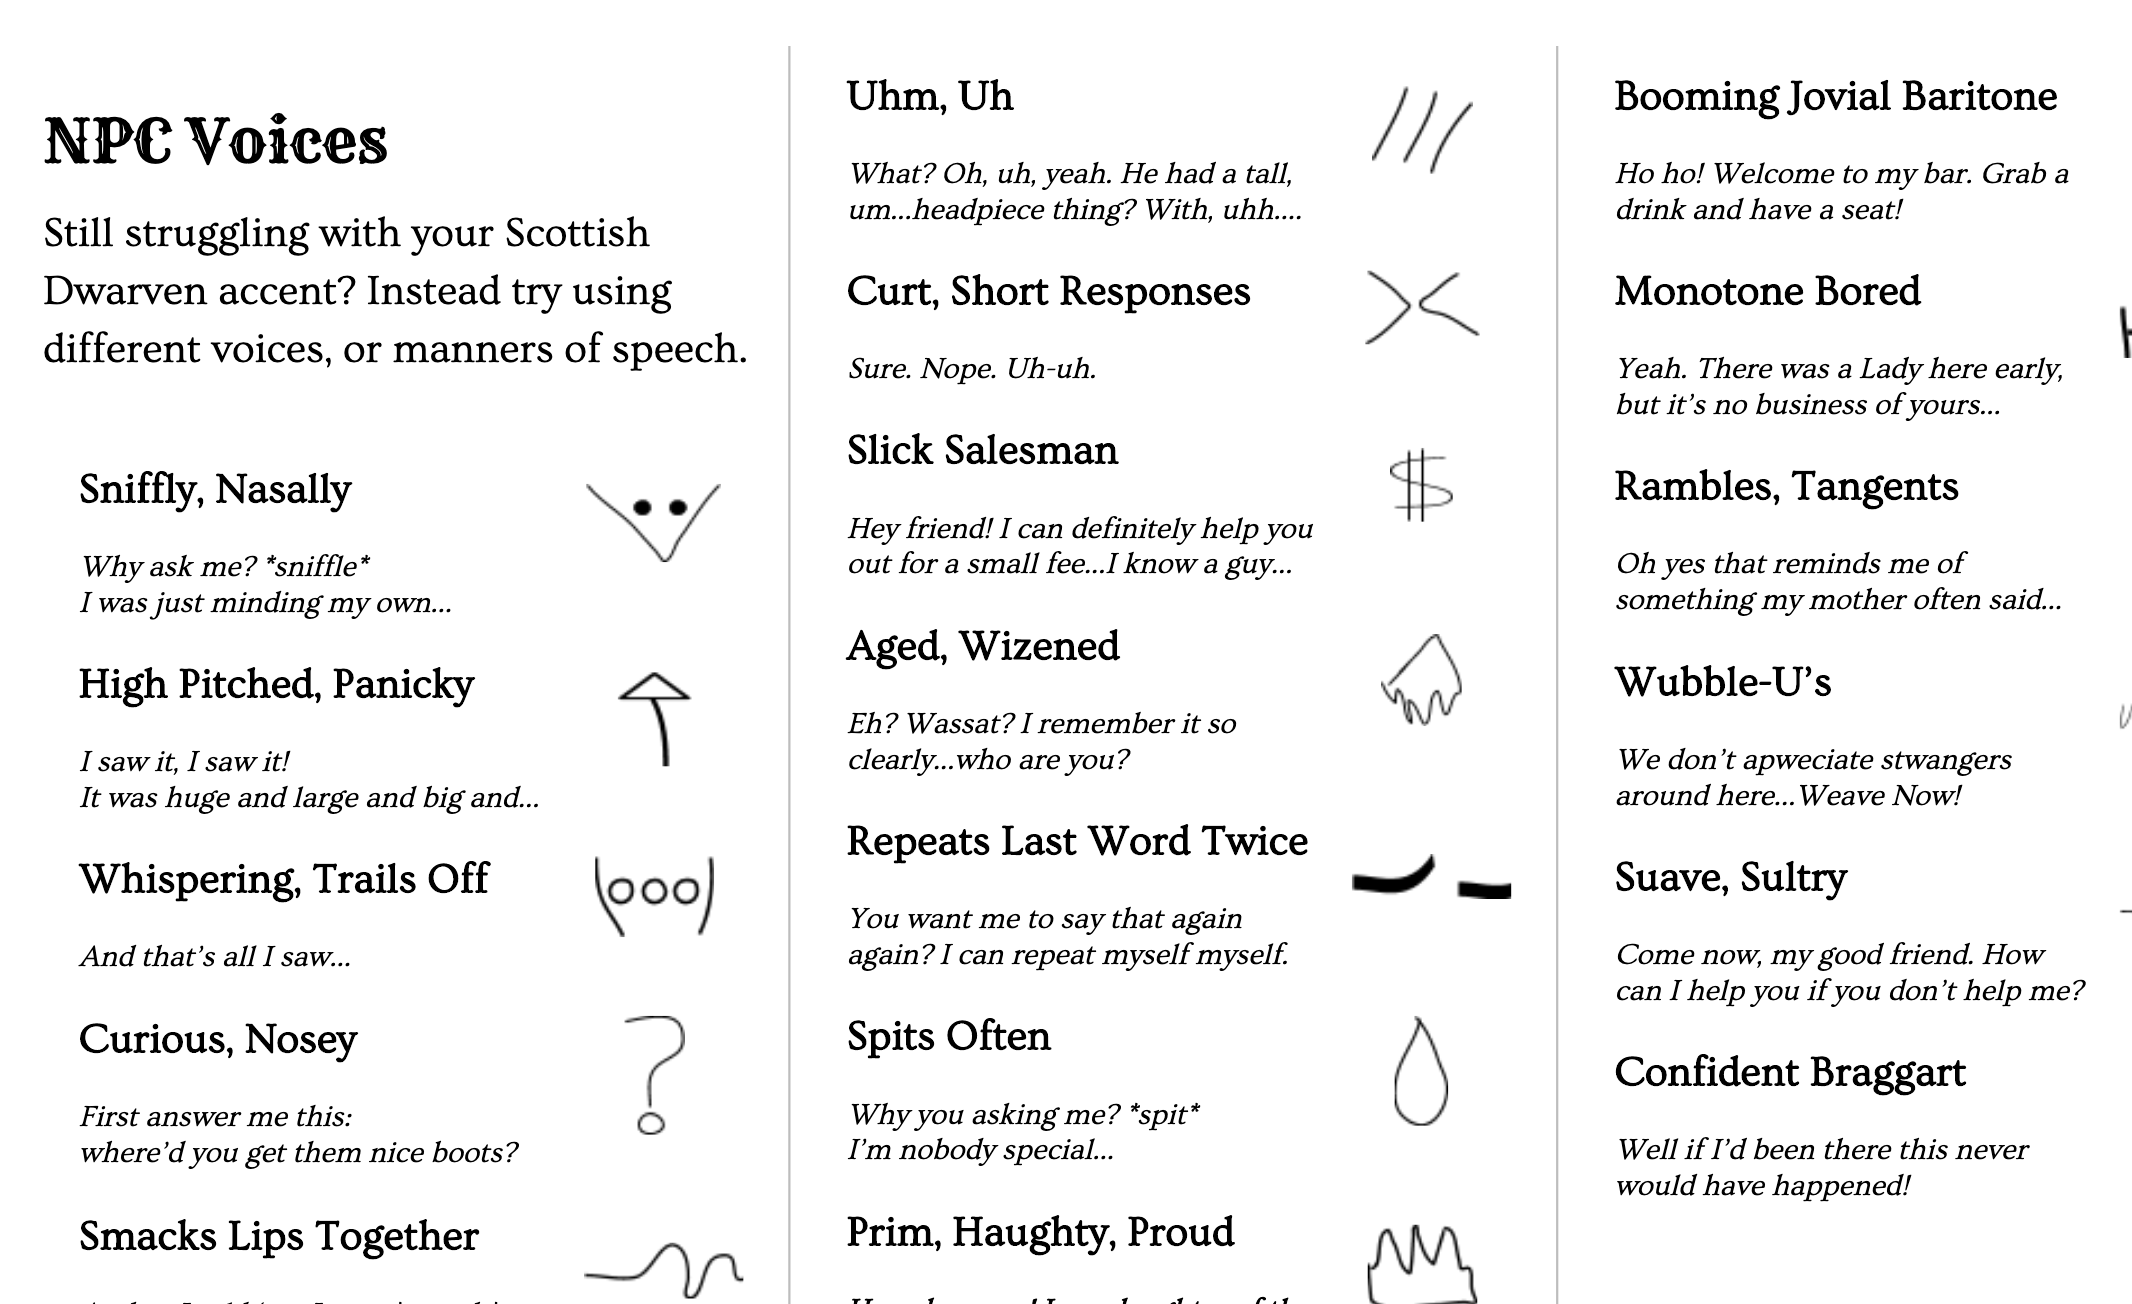 NPC Voices
Still struggling with your Scottish
Dwarven accent? Instead try using
different voices, or manners of speech.
Sniffly, Nasally
Why ask me? *sniffle*
I was just minding my own...
High Pitched, Panicky
I saw it, I saw it!
It was huge and large and big and...
Whispering, Trails Off
And that's all I saw...
Curious, Nosey
First answer me this:
where'd you get them nice boots?
Smacks Lips Together
Uhm, Uh
What? Oh, uh, yeah. He had a tall,
um...headpiece thing? With, uhh....
Curt, Short Responses
Sure. Nope. Uh-uh.
Slick Salesman
Hey friend! I can definitely help you
out for a small fee...I know a guy...
Aged, Wizened
Eh? Wassat? I remember it so
clearly...who are you?
Repeats Last Word Twice
You want me to say that again
again? I can repeat myself myself.
Spits Often
Why you asking me? *spit*
I'm nobody special...
Prim, Haughty, Proud
Booming Jovial Baritone
Ho ho! Welcome to my bar. Grab a
drink and have a seat!
Monotone Bored
Yeah. There was a Lady here early,
but it's no business of yours...
Rambles, Tangents
Oh yes that reminds me of
something my mother often said...
Wubble-U's
We don't apweciate stwangers
around here...Weave Now!
Suave, Sultry
Come now, my good friend. How
can I help you if you don't help me?
Confident Braggart
Well if I'd been there this never
would have happened!